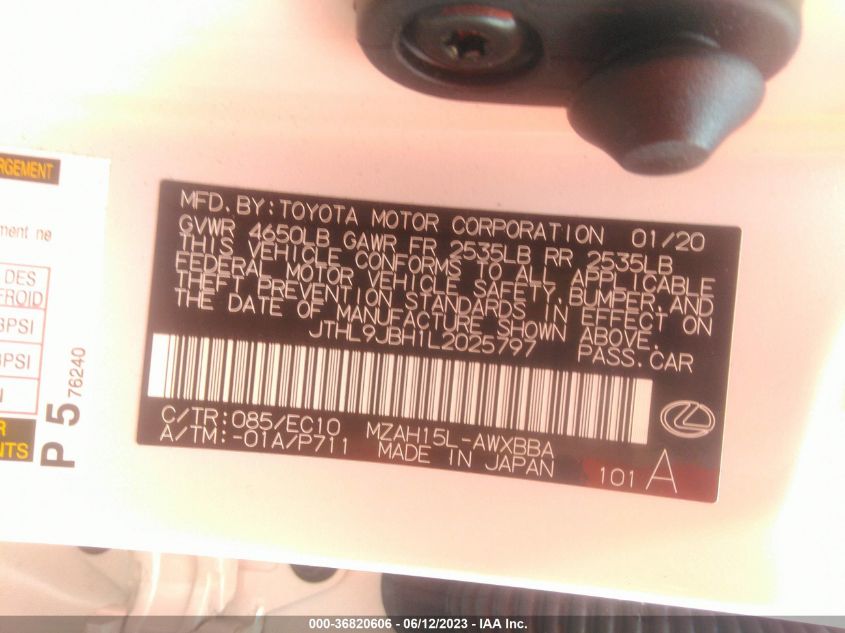 RGEMENT
ment ne
DES
FROID
PSI
PSI
NTS
P 5 76240
MFD. BY: TOYOTA MOTOR CORPORATION 01/20
GVWR 4650LB GAWR FR 2535LB RR 2535LB
THIS VEHICLE CONFORMS TO ALL APPLICABLE
FEDERAL MOTOR VEHICLE SAFETY, BUMPER, AND
THEFT PREVENTION STANDARDS IN EFFECT ON
THE DATE OF MANUFACTURE SHOWN ABOVE.
JTHL9JBH1L2025797 PASS. CAR
C/TR: 085/EC10 MZAH15L-AWXBBA
A/TM: -01A/P711 MADE IN JAPAN
101 A
000-36820606 - 06/12/2023 - IAA Inc.